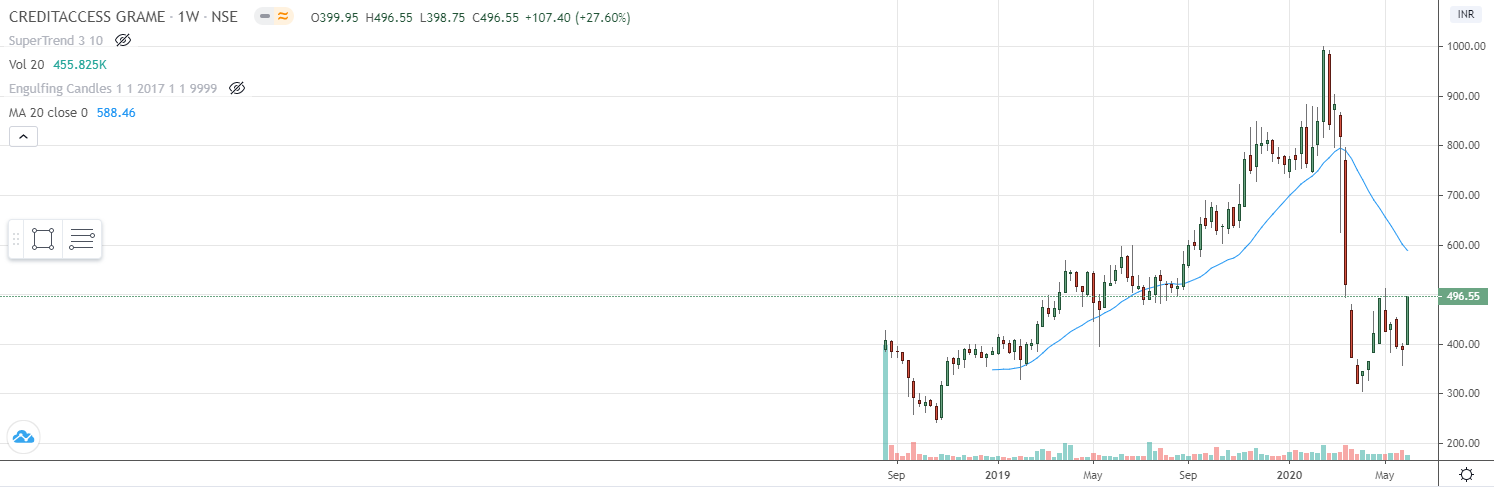 CREDITACCESS GRAME · 1W · NSE O399.95 H496.55 L398.75 C496.55 +107.40 (+27.60%)
INR
SuperTrend 3 10
Vol 20 455.825K
Engulfing Candles 1 1 2017 1 1 9999
MA 20 close 0 588.46
1000.00
900.00
800.00
700.00
600.00
496.55
400.00
300.00
200.00
Sep 2019 May Sep 2020 May